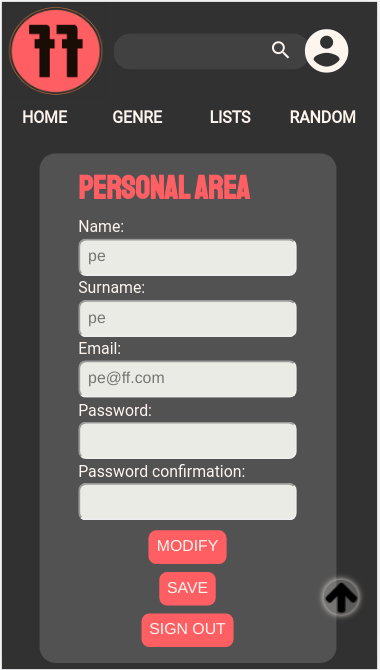 ff
HOME GENRE LISTS RANDOM
PERSONAL AREA
Name:
pe
Surname:
pe
Email:
pe@ff.com
Password:
Password confirmation:
MODIFY
SAVE
SIGN OUT